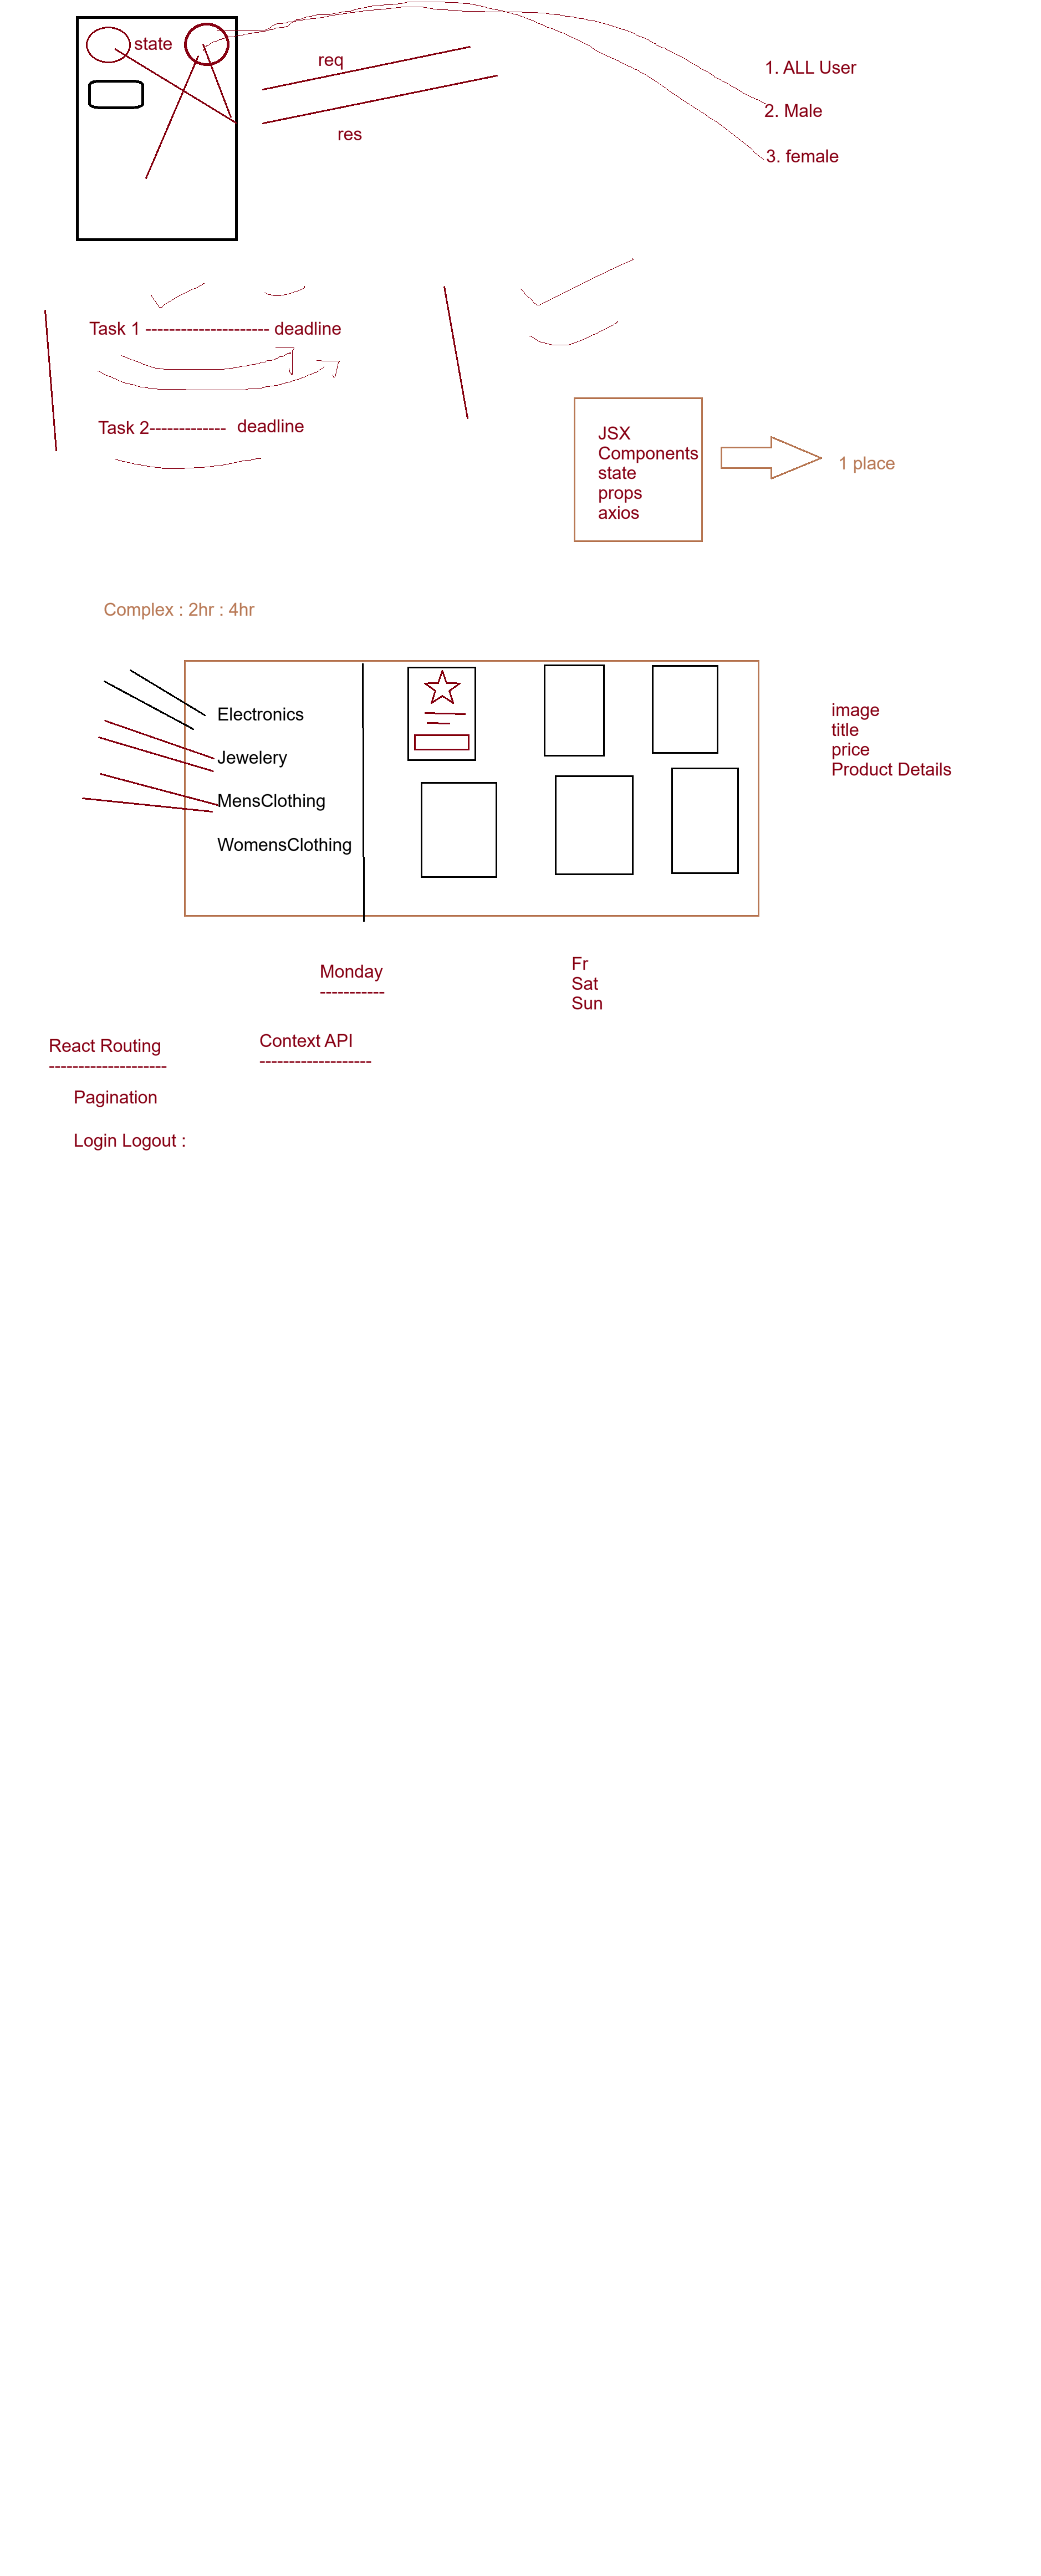 state
req
res
1. ALL User
2. Male
3. female
Task 1 --------------------- deadline
Task 2------------- deadline
JSX
Components
state
props
axios
1 place
Complex : 2hr : 4hr
Electronics
Jewelery
MensClothing
WomensClothing
image
title
price
Product Details
Monday
-----------
Fr
Sat
Sun
React Routing
--------------------
Context API
-------------------
Pagination
Login Logout :